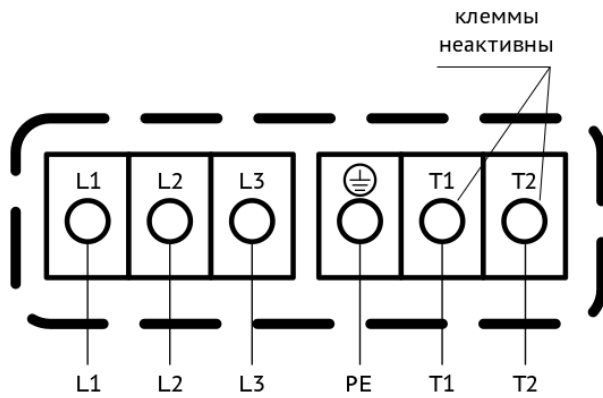 клеммы
неактивны
L1 L2 L3 T1 T2
L1 L2 L3 PE T1 T2